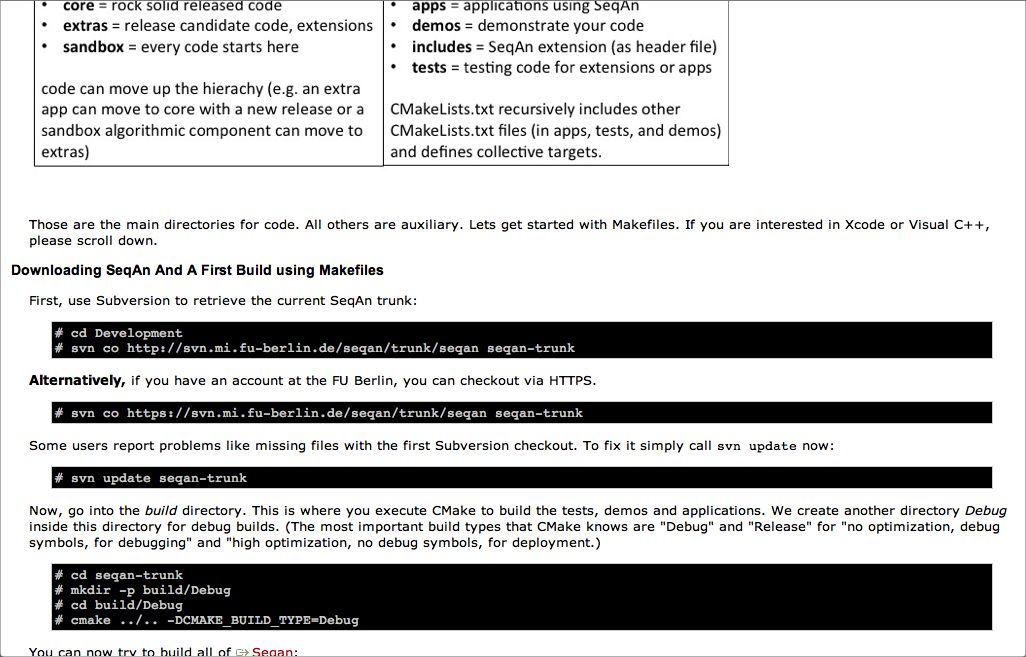 • core = rock solid released code
• extras = release candidate code, extensions
• sandbox = every code starts here
code can move up the hierachy (e.g. an extra
app can move to core with a new release or a
sandbox algorithmic component can move to
extras)
• apps = applications using SeqAn
• demos = demonstrate your code
• includes = SeqAn extension (as header file)
• tests = testing code for extensions or apps
CMakeLists.txt recursively includes other
CMakeLists.txt files (in apps, tests, and demos)
and defines collective targets.
Those are the main directories for code. All others are auxiliary. Lets get started with Makefiles. If you are interested in Xcode or Visual C++,
please scroll down.
Downloading SeqAn And A First Build using Makefiles
First, use Subversion to retrieve the current SeqAn trunk:
# cd Development
# svn co http://svn.mi.fu-berlin.de/seqan/trunk/seqan seqan-trunk
Alternatively, if you have an account at the FU Berlin, you can checkout via HTTPS.
# svn co https://svn.mi.fu-berlin.de/seqan/trunk/seqan seqan-trunk
Some users report problems like missing files with the first Subversion checkout. To fix it simply call svn update now:
# svn update seqan-trunk
Now, go into the build directory. This is where you execute CMake to build the tests, demos and applications. We create another directory Debug
inside this directory for debug builds. (The most important build types that CMake knows are "Debug" and "Release" for "no optimization, debug
symbols, for debugging" and "high optimization, no debug symbols, for deployment.)
# cd seqan-trunk
# mkdir -p build/Debug
# cd build/Debug
# cmake ../.. -DCMAKE_BUILD_TYPE=Debug
You can now try to build all of Seqan: